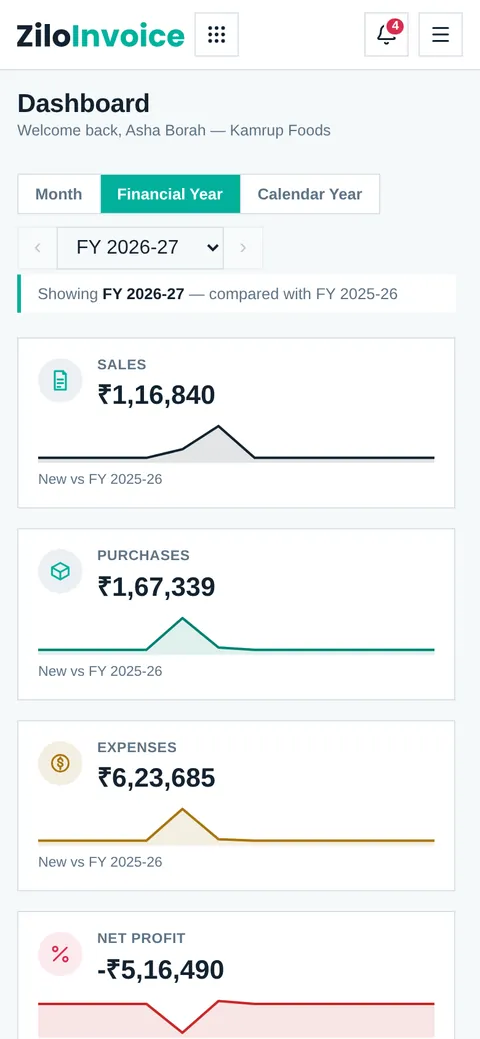 ZiloInvoice
4
Dashboard
Welcome back, Asha Borah — Kamrup Foods
Month Financial Year Calendar Year
‹ FY 2026-27 ›
Showing FY 2026-27 — compared with FY 2025-26
SALES
₹1,16,840
New vs FY 2025-26
PURCHASES
₹1,67,339
New vs FY 2025-26
EXPENSES
₹6,23,685
New vs FY 2025-26
NET PROFIT
-₹5,16,490